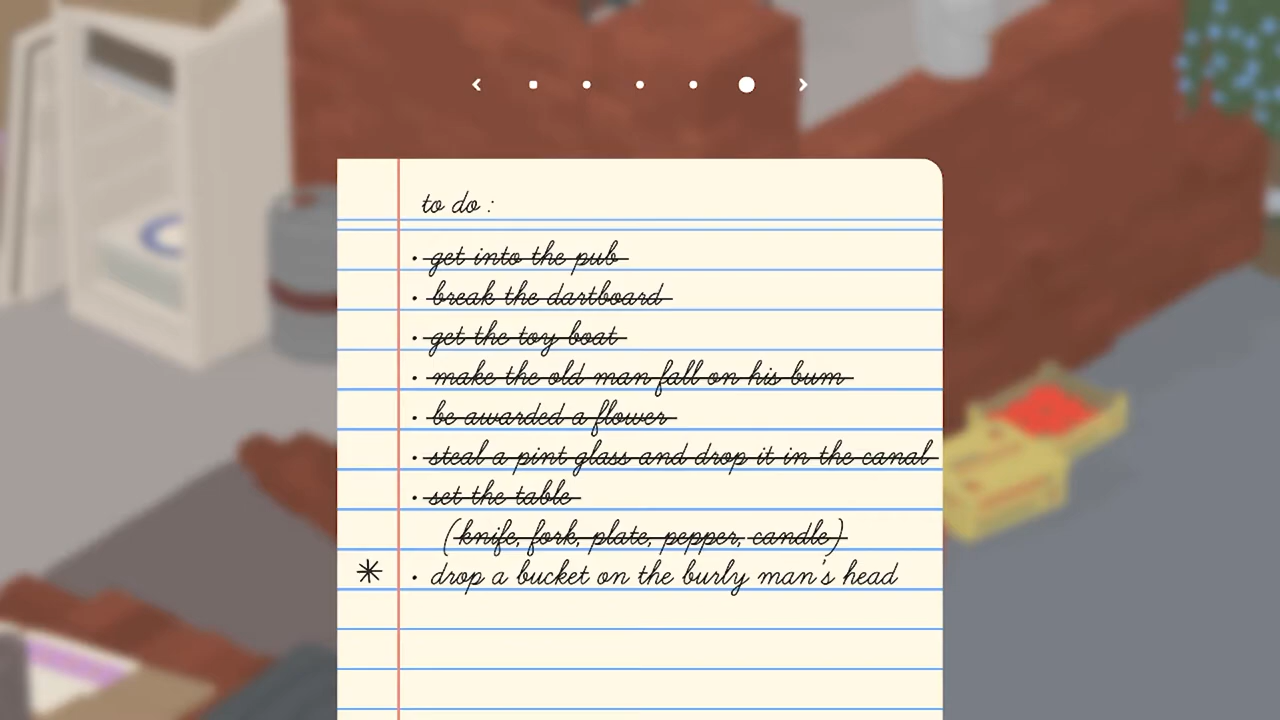 to do :
· get into the pub
· break the dartboard
· get the toy boat
· make the old man fall on his bum
· be awarded a flower
· steal a pint glass and drop it in the canal
· set the table
(knife, fork, plate, pepper, candle)
* · drop a bucket on the burly man's head